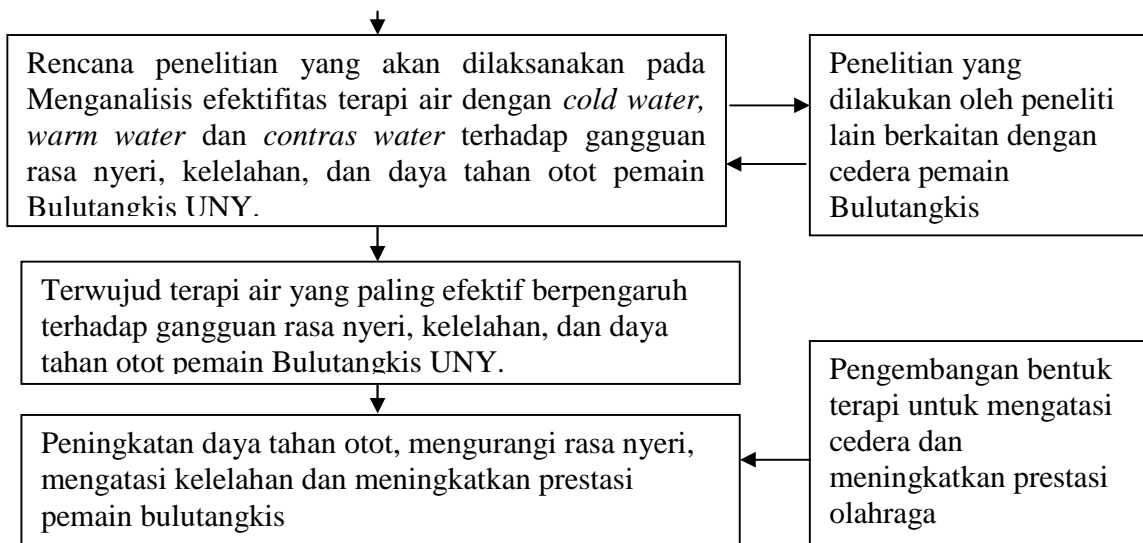 Rencana penelitian yang akan dilaksanakan pada
Menganalisis efektifitas terapi air dengan cold water,
warm water dan contras water terhadap gangguan
rasa nyeri, kelelahan, dan daya tahan otot pemain
Bulutangkis UNY.
Penelitian yang
dilakukan oleh peneliti
lain berkaitan dengan
cedera pemain
Bulutangkis
Terwujud terapi air yang paling efektif berpengaruh
terhadap gangguan rasa nyeri, kelelahan, dan daya
tahan otot pemain Bulutangkis UNY.
Peningkatan daya tahan otot, mengurangi rasa nyeri,
mengatasi kelelahan dan meningkatkan prestasi
pemain bulutangkis
Pengembangan bentuk
terapi untuk mengatasi
cedera dan
meningkatkan prestasi
olahraga